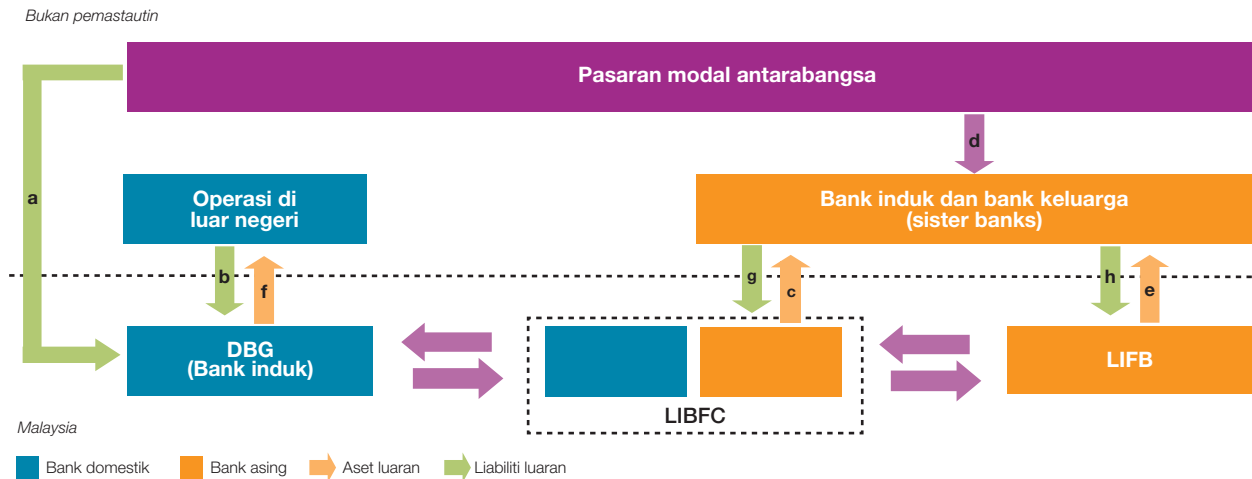 Bukan pemastautin
Pasaran modal antarabangsa
d
a
Operasi di
luar negeri
Bank induk dan bank keluarga
(sister banks)
b
f
g
c
h
e
DBG
(Bank induk)
LIFB
LIBFC
Malaysia
Bank domestik
Bank asing
Aset luaran
Liabiliti luaran